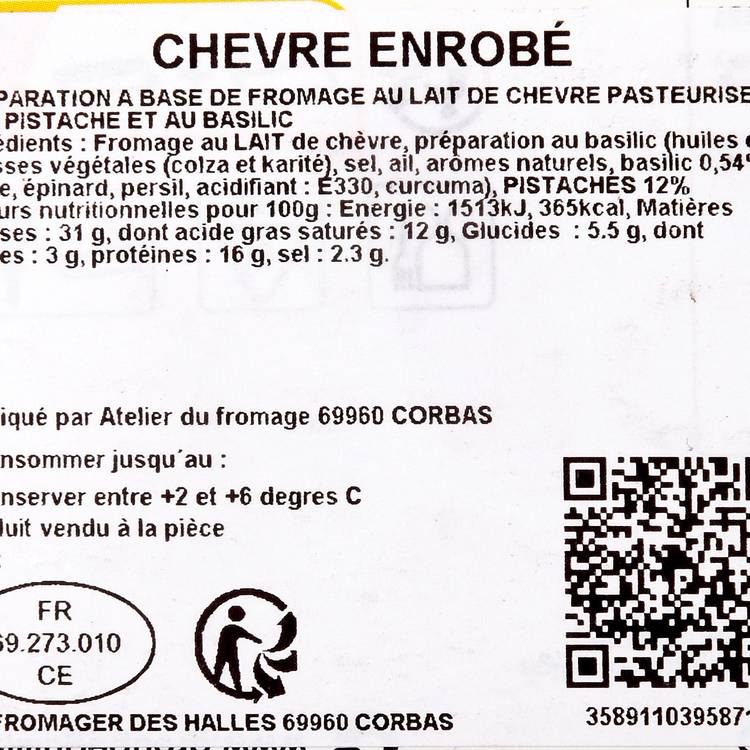 CHEVRE ENROBÉ
PARATION A BASE DE FROMAGE AU LAIT DE CHEVRE PASTEURISE
PISTACHE ET AU BASILIC
édients : Fromage au LAIT de chèvre, préparation au basilic (huiles e
sses végétales (colza et karité), sel, ail, arômes naturels, basilic 0,54%
e, épinard, persil, acidifiant : E330, curcuma), PISTACHES 12%
urs nutritionnelles pour 100g : Energie : 1513kJ, 365kcal, Matières
ses : 31 g, dont acide gras saturés : 12 g, Glucides : 5.5 g, dont
es : 3 g, protéines : 16 g, sel : 2.3 g.
iqué par Atelier du fromage 69960 CORBAS
nsommer jusqu´au :
nserver entre +2 et +6 degres C
duit vendu à la pièce
:
FR
69.273.010
CE
FROMAGER DES HALLES 69960 CORBAS
3589110395871